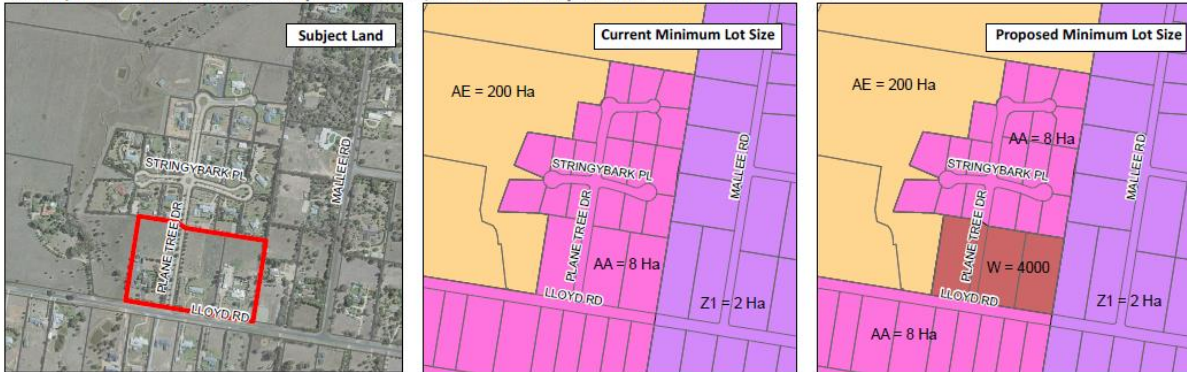 Subject Land
STRINGYBARK PL
MALLEE RD
PLANE TREE DR
LLOYD RD
Current Minimum Lot Size
AE = 200 Ha
MALLEE RD
STRINGYBARK PL
PLANE TREE DR
AA = 8 Ha
LLOYD RD
Z1 = 2 Ha
Proposed Minimum Lot Size
AE = 200 Ha
AA = 8 Ha
MALLEE RD
STRINGYBARK PL
PLANE TREE DR
W = 4000
LLOYD RD
Z1 = 2 Ha
AA = 8 Ha